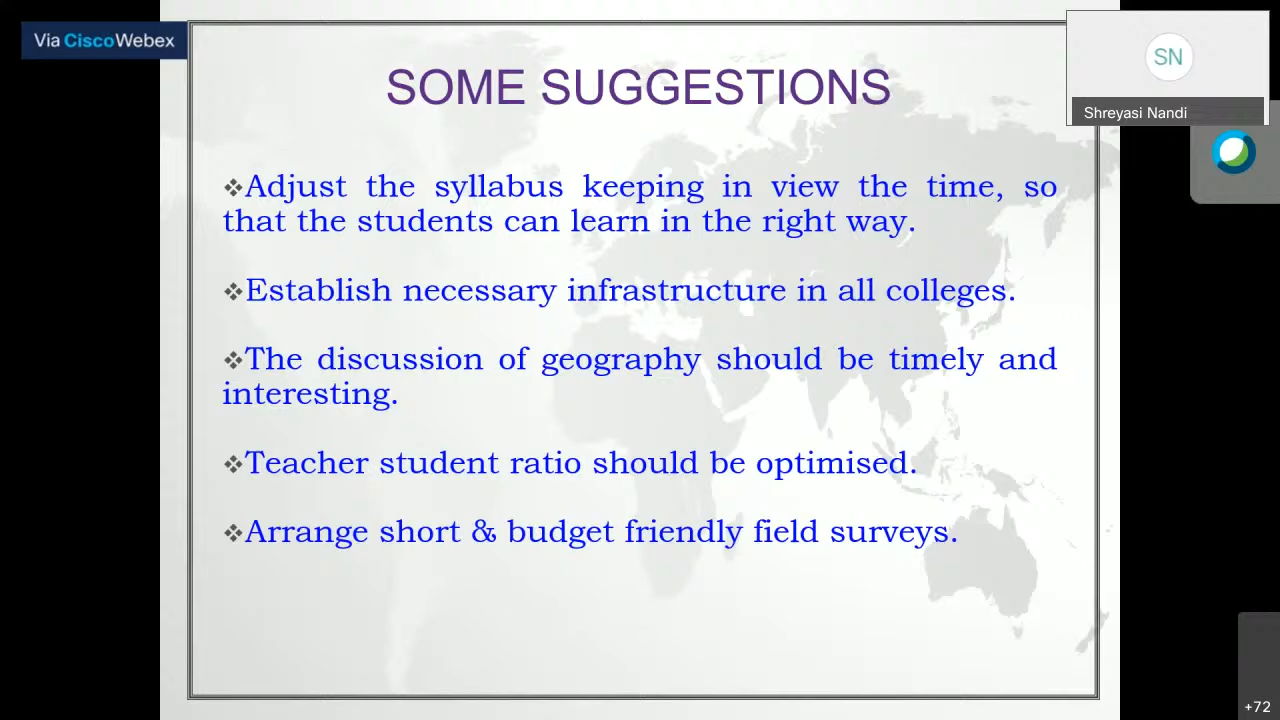 Via CiscoWebex
SN
Shreyasi Nandi
SOME SUGGESTIONS
❖Adjust the syllabus keeping in view the time, so
that the students can learn in the right way.
❖Establish necessary infrastructure in all colleges.
❖The discussion of geography should be timely and
interesting.
❖Teacher student ratio should be optimised.
❖Arrange short & budget friendly field surveys.
+72